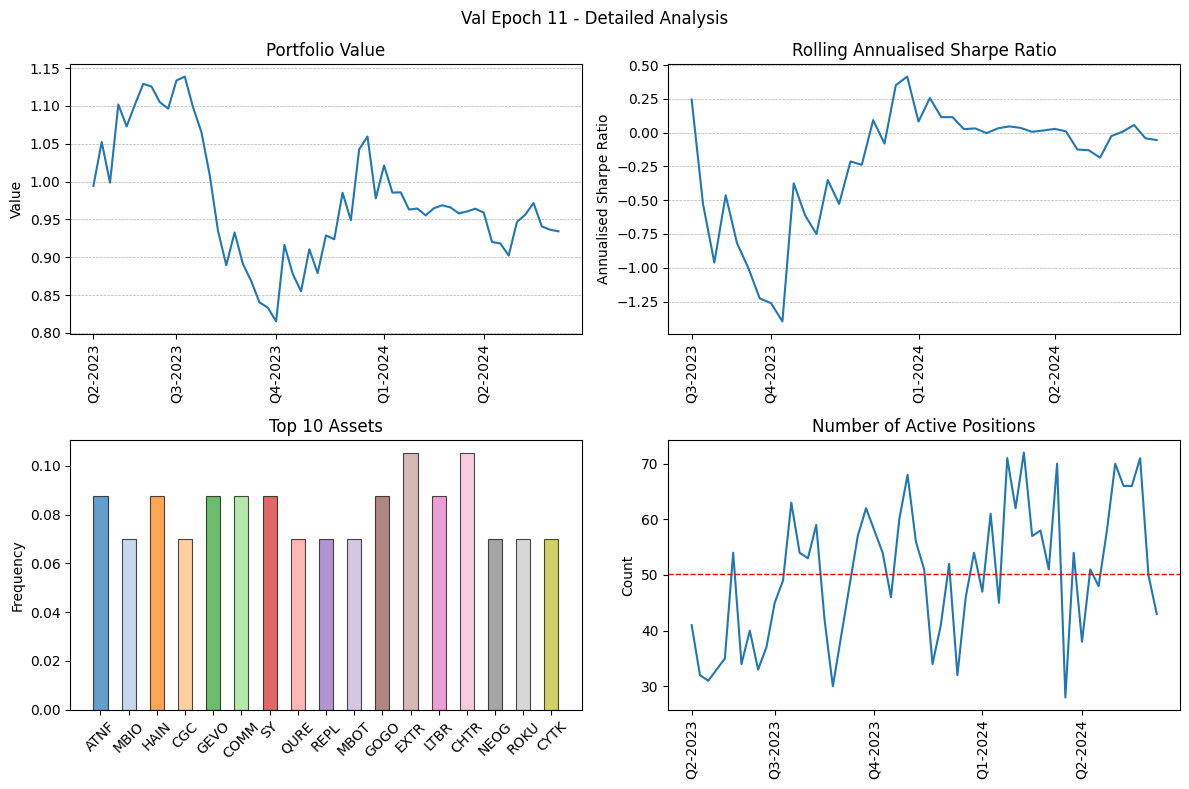 Val Epoch 11 - Detailed Analysis
Portfolio Value
Value
1.15
1.10
1.05
1.00
0.95
0.90
0.85
0.80
Q2-2023
Q3-2023
Q4-2023
Q1-2024
Q2-2024
Rolling Annualised Sharpe Ratio
Annualised Sharpe Ratio
0.50
0.25
0.00
−0.25
−0.50
−0.75
−1.00
−1.25
Q3-2023
Q4-2023
Q1-2024
Q2-2024
Top 10 Assets
Frequency
0.10
0.08
0.06
0.04
0.02
0.00
ATNF
MBIO
HAIN
CGC
GEVO
COMM
SY
QURE
REPL
MBOT
GOGO
EXTR
LTBR
CHTR
NEOG
ROKU
CYTK
Number of Active Positions
Count
70
60
50
40
30
Q2-2023
Q3-2023
Q4-2023
Q1-2024
Q2-2024